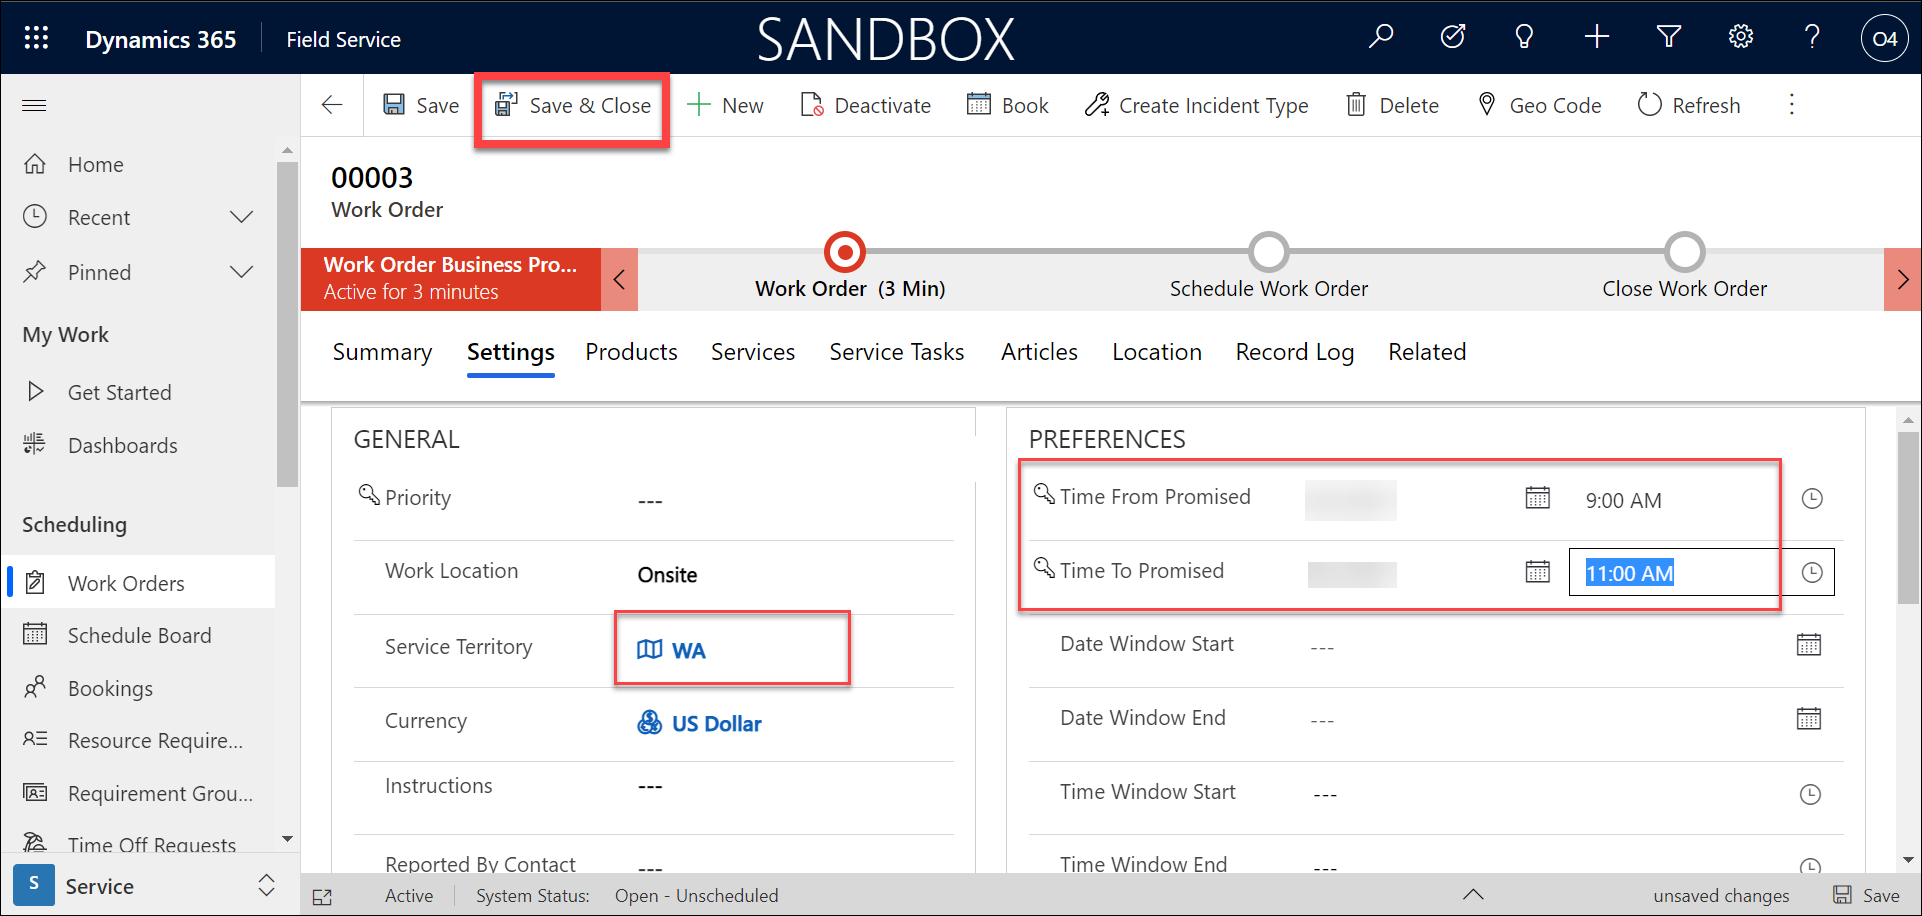 Dynamics 365
Field Service
SANDBOX
O4
Save
Save & Close
New
Deactivate
Book
Create Incident Type
Delete
Geo Code
Refresh
Home
Recent
Pinned
My Work
Get Started
Dashboards
Scheduling
Work Orders
Schedule Board
Bookings
Resource Require...
Requirement Grou...
Time Off Requests
S
Service
00003
Work Order
Work Order Business Pro...
Active for 3 minutes
Work Order (3 Min)
Schedule Work Order
Close Work Order
Summary
Settings
Products
Services
Service Tasks
Articles
Location
Record Log
Related
GENERAL
Priority
---
Work Location
Onsite
Service Territory
WA
Currency
US Dollar
Instructions
---
Reported By Contact
---
PREFERENCES
Time From Promised
9:00 AM
Time To Promised
11:00 AM
Date Window Start
---
Date Window End
---
Time Window Start
---
Time Window End
---
Active
System Status:
Open - Unscheduled
unsaved changes
Save